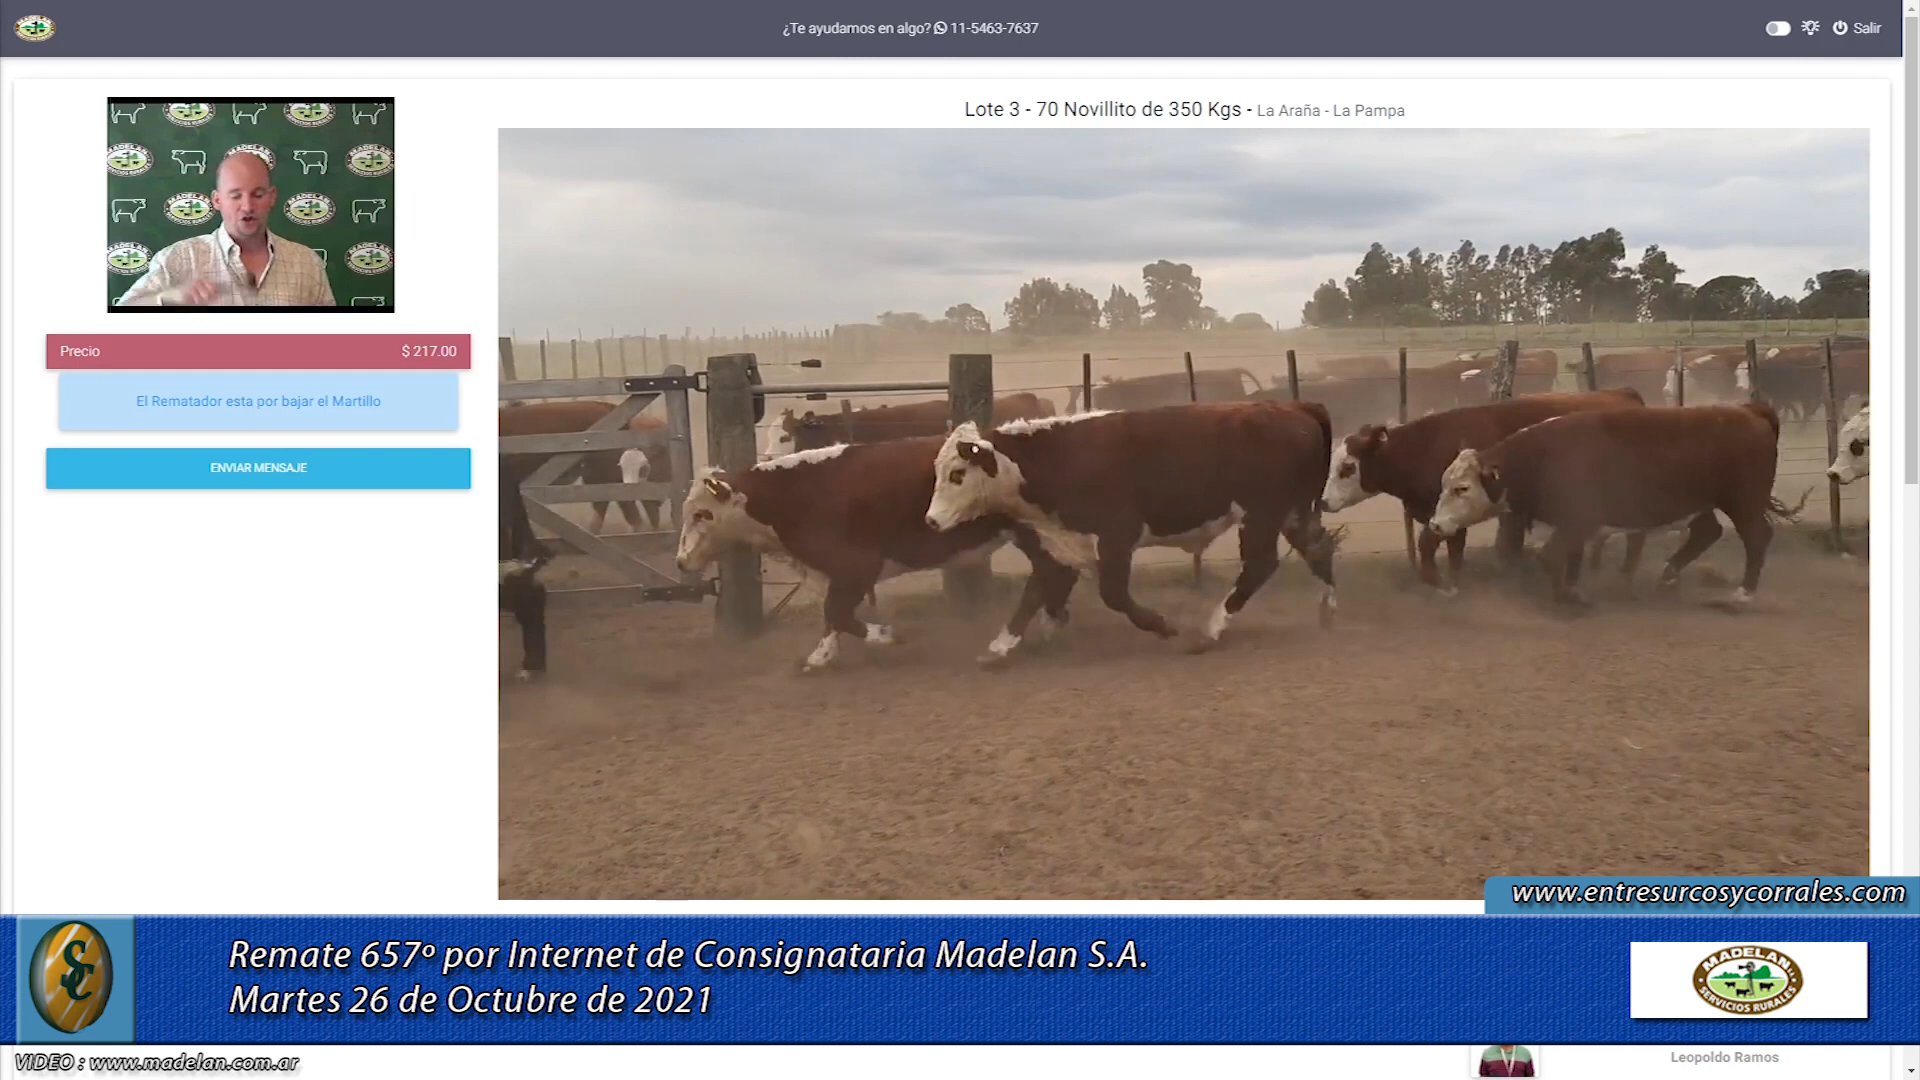 ¿Te ayudamos en algo? 11-5463-7637
Salir
Lote 3 - 70 Novillito de 350 Kgs - La Araña - La Pampa
MADELAN
SERVICIOS RURALES
Precio $ 217.00
El Rematador esta por bajar el Martillo
ENVIAR MENSAJE
www.entresurcosycorrales.com
Remate 657º por Internet de Consignataria Madelan S.A.
Martes 26 de Octubre de 2021
MADELAN
SERVICIOS RURALES
VIDEO : www.madelan.com.ar
Leopoldo Ramos